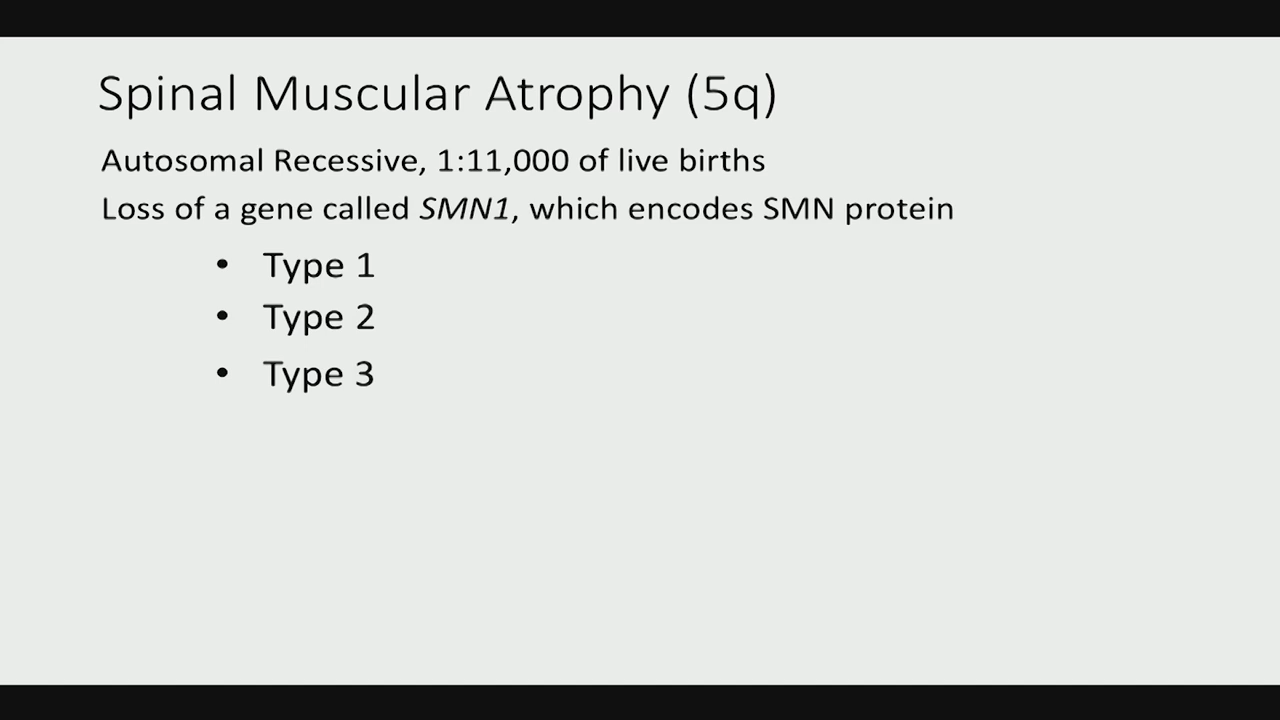 Spinal Muscular Atrophy (5q)
Autosomal Recessive, 1:11,000 of live births
Loss of a gene called SMN1, which encodes SMN protein
• Type 1
• Type 2
• Type 3